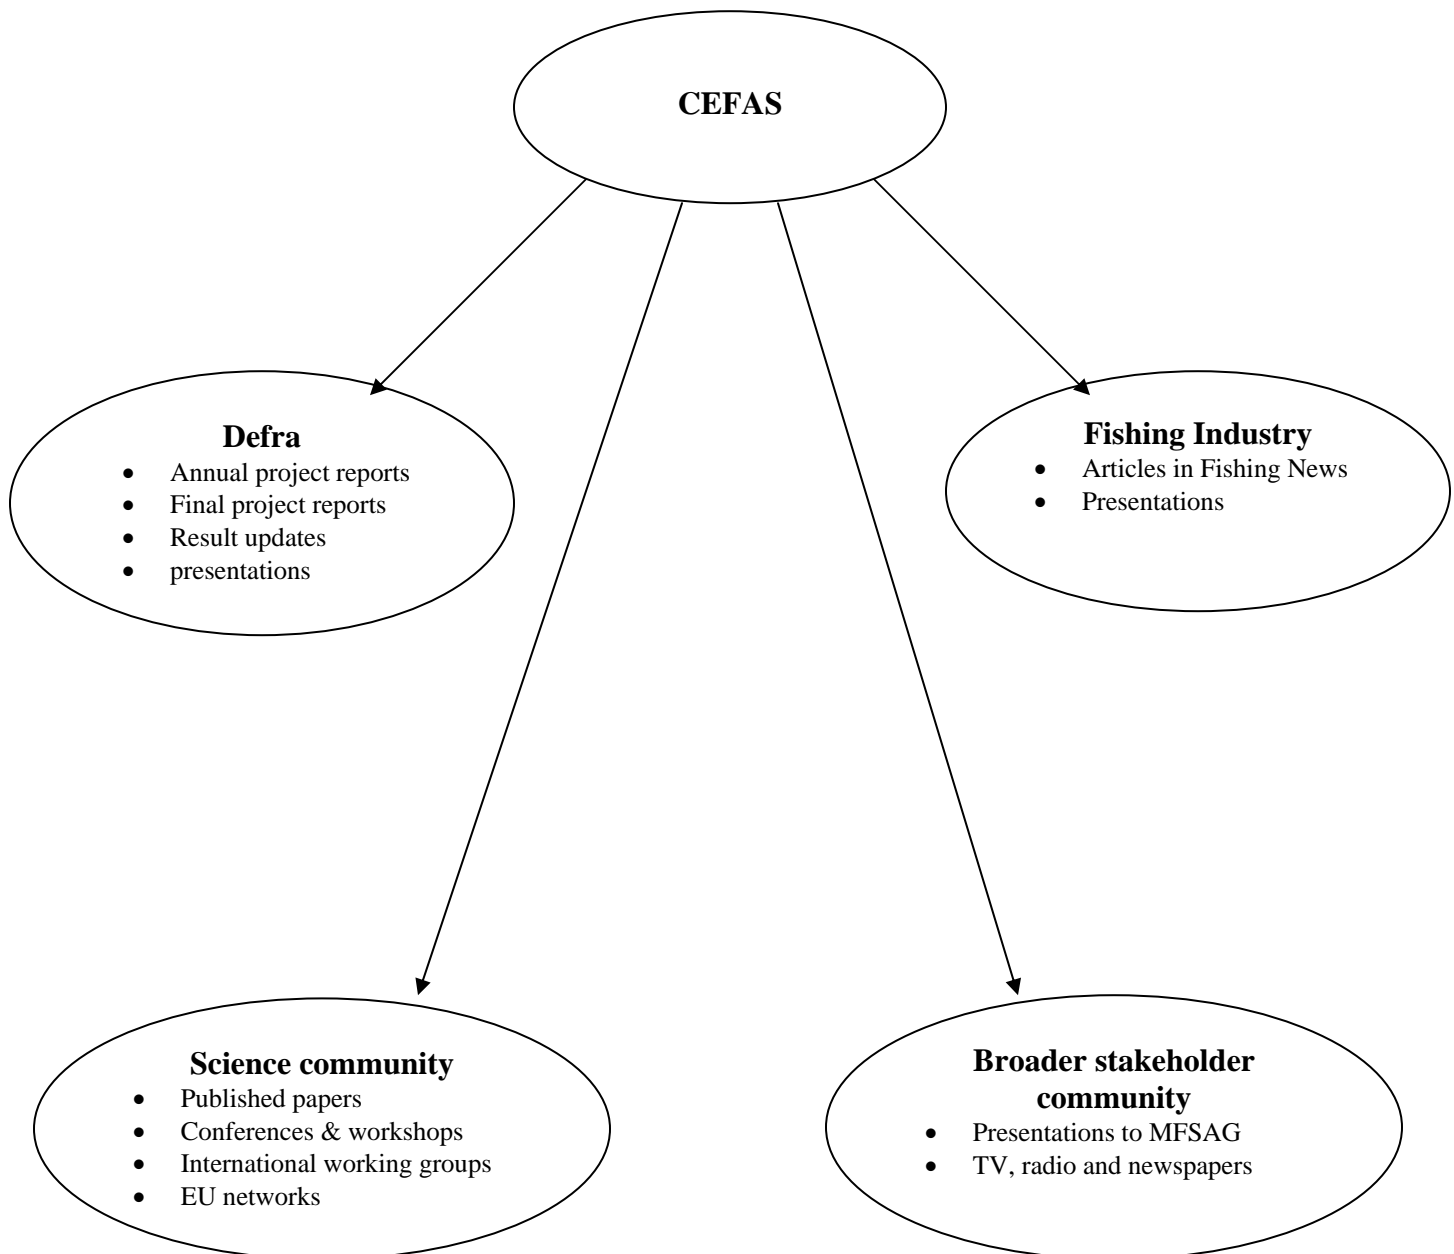 CEFAS
Defra
• Annual project reports
• Final project reports
• Result updates
• presentations
Fishing Industry
• Articles in Fishing News
• Presentations
Science community
• Published papers
• Conferences & workshops
• International working groups
• EU networks
Broader stakeholder
community
• Presentations to MFSAG
• TV, radio and newspapers